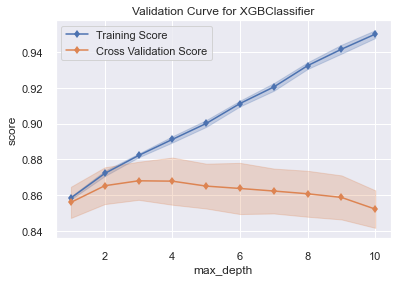 Validation Curve for XGBClassifier
Training Score
Cross Validation Score
0.94
0.92
0.90
0.88
0.86
0.84
score
2 4 6 8 10
max_depth